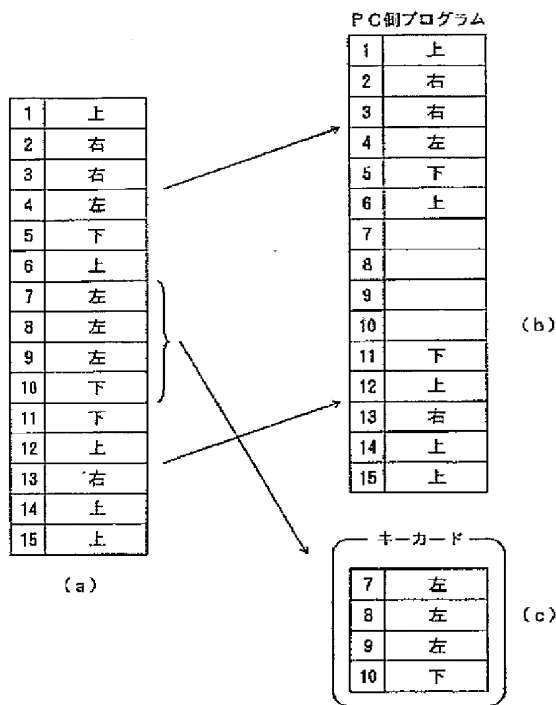 1 上
2 右
3 右
4 左
5 下
6 上
7 左
8 左
9 左
10 下
11 下
12 上
13 右
14 上
15 上
(a)
PC側プログラム
1 上
2 右
3 右
4 左
5 下
6 上
7
8
9
10
11 下
12 上
13 右
14 上
15 上
(b)
キーカード
7 左
8 左
9 左
10 下
(c)